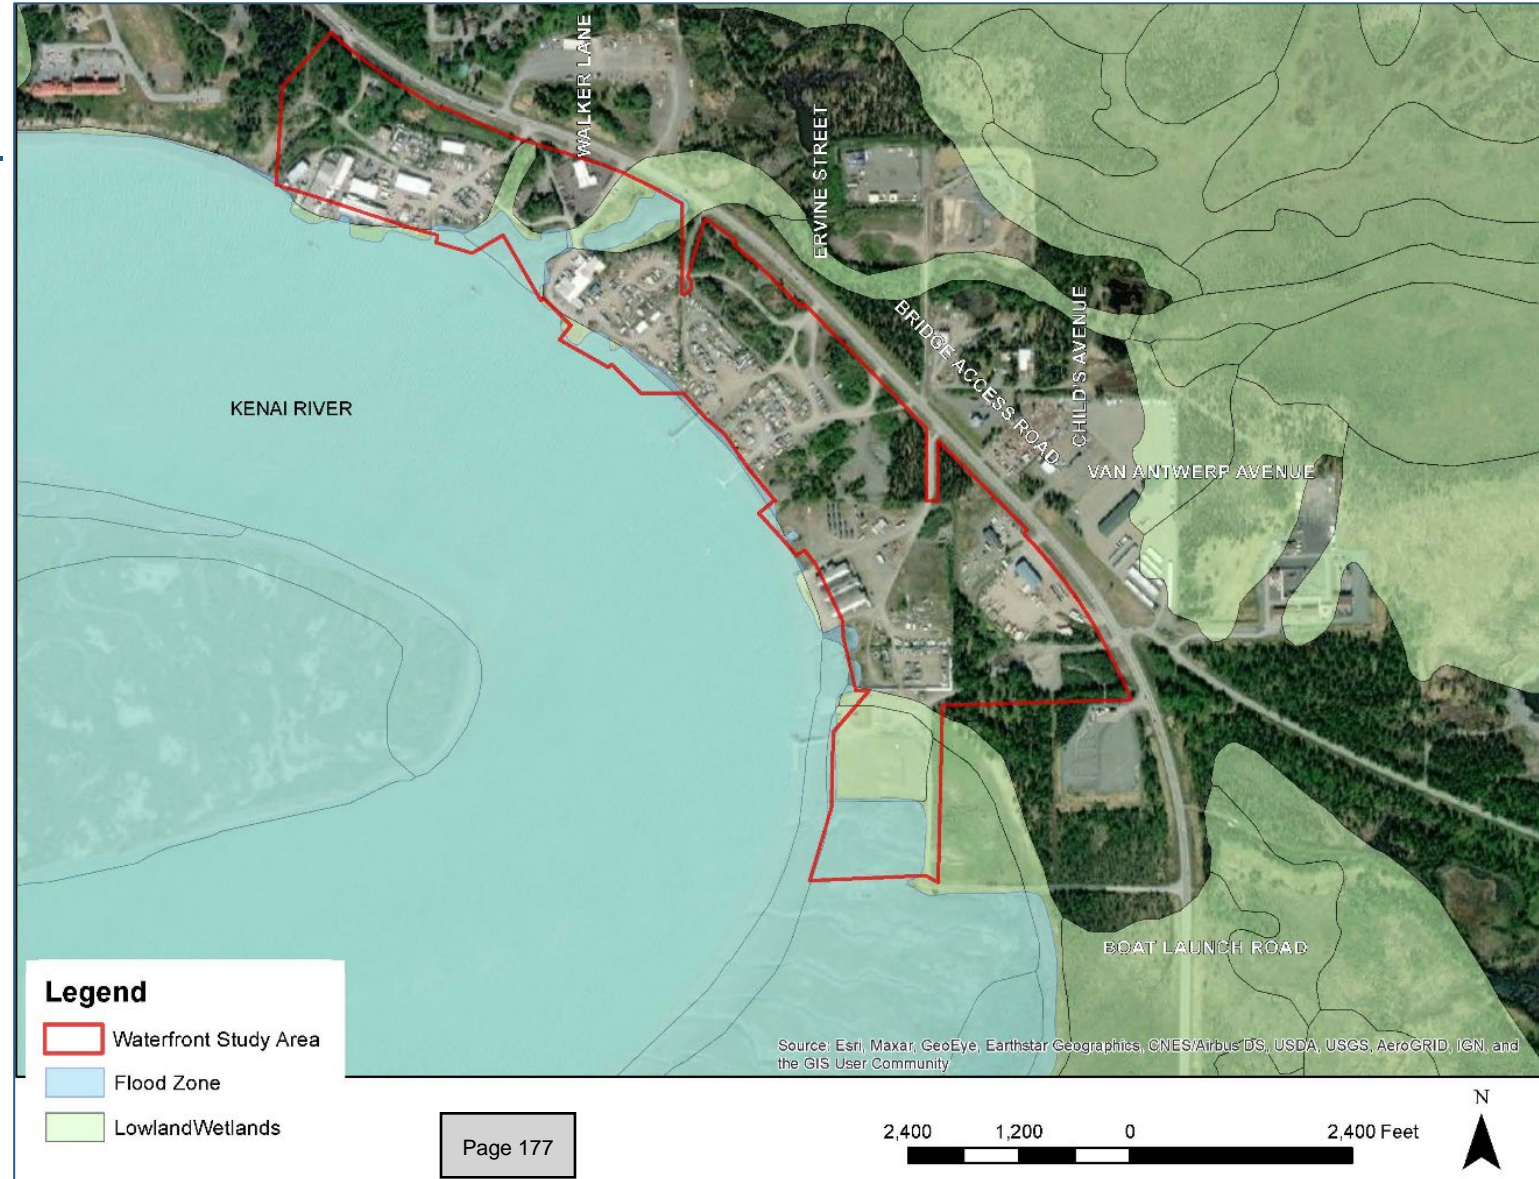 WALKER LANE
ERVINE STREET
BRIDGE ACCESS ROAD
CHILD'S AVENUE
KENAI RIVER
VAN ANTWERP AVENUE
BOAT LAUNCH ROAD
Legend
Waterfront Study Area
Flood Zone
LowlandWetlands
Source: Esri, Maxar, GeoEye, Earthstar Geographics, CNES/Airbus DS, USDA, USGS, AeroGRID, IGN, and
the GIS User Community
Page 177
2,400 1,200 0 2,400 Feet
N